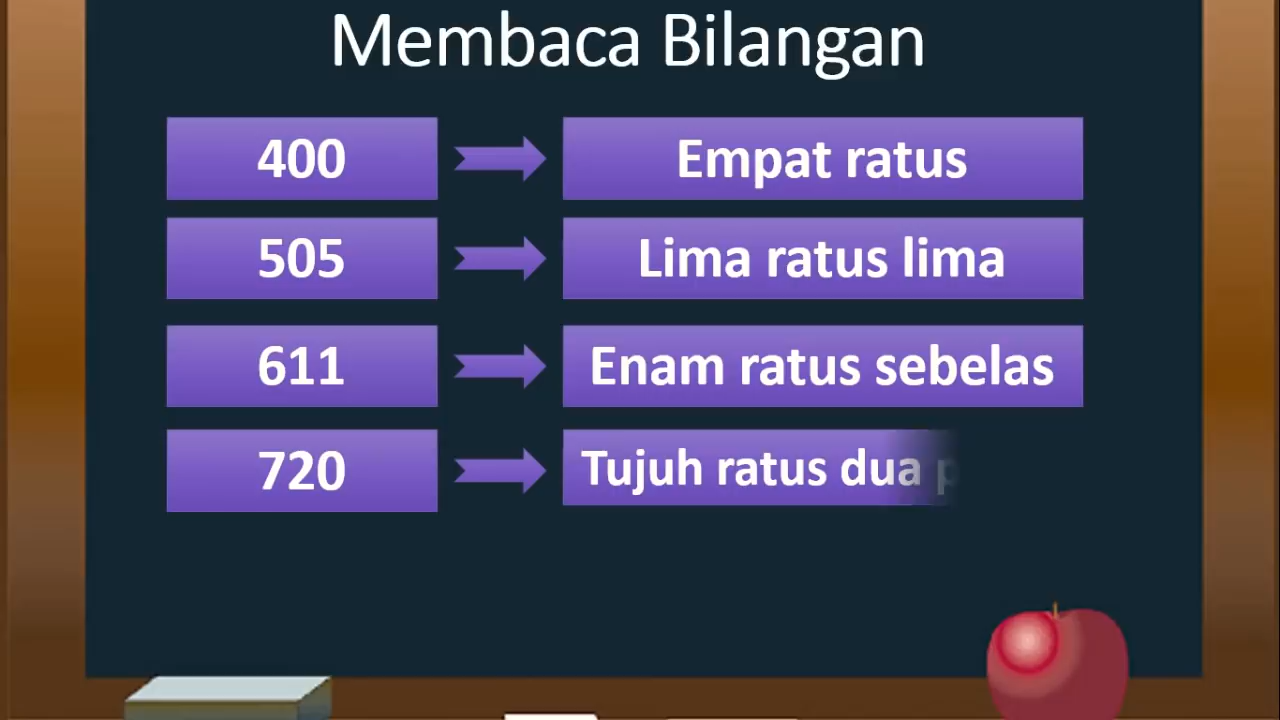 Membaca Bilangan
400 Empat ratus
505 Lima ratus lima
611 Enam ratus sebelas
720 Tujuh ratus dua